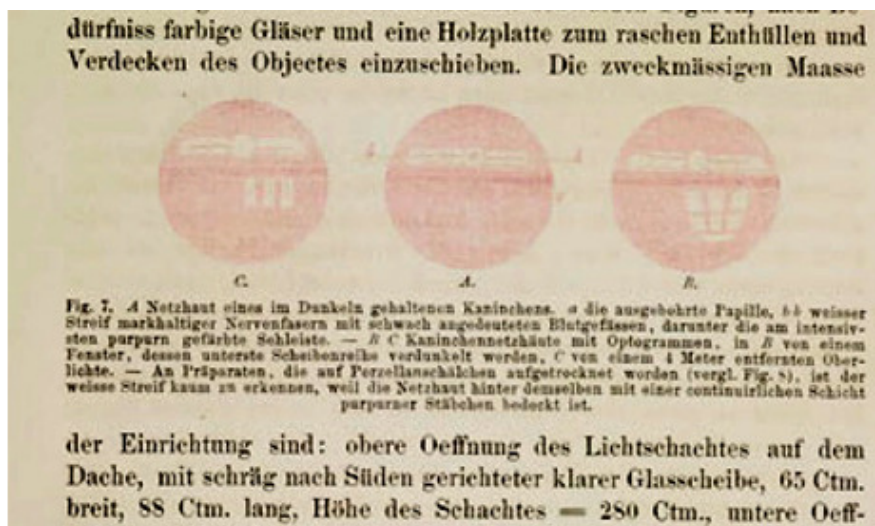 dürfniss farbige Gläser und eine Holzplatte zum raschen Enthüllen und
Verdecken des Objectes einzuschieben. Die zweckmässigen Maasse
C. A. B.
Fig. 7. A Netzhaut eines im Dunkeln gehaltenen Kaninchens. a die ausgebohrte Papille, b b weisser
Streif markhaltiger Nervenfasern mit schwach angedeuteten Blutgefässen, darunter die am intensiv-
sten purpurn gefärbte Sehleiste. — B C Kaninchennetzhäute mit Optogrammen, in B von einem
Fenster, dessen unterste Scheibenreihe verdunkelt worden, C von einem 4 Meter entfernten Ober-
lichte. — An Präparaten, die auf Porzellanschälchen aufgetrocknet worden (vergl. Fig. 8), ist der
weisse Streif kaum zu erkennen, weil die Netzhaut hinter demselben mit einer continuirlichen Schicht
purpurner Stäbchen bedeckt ist.
der Einrichtung sind: obere Oeffnung des Lichtschachtes auf dem
Dache, mit schräg nach Süden gerichteter klarer Glasscheibe, 65 Ctm.
breit, 88 Ctm. lang, Höhe des Schachtes = 280 Ctm., untere Oeff-